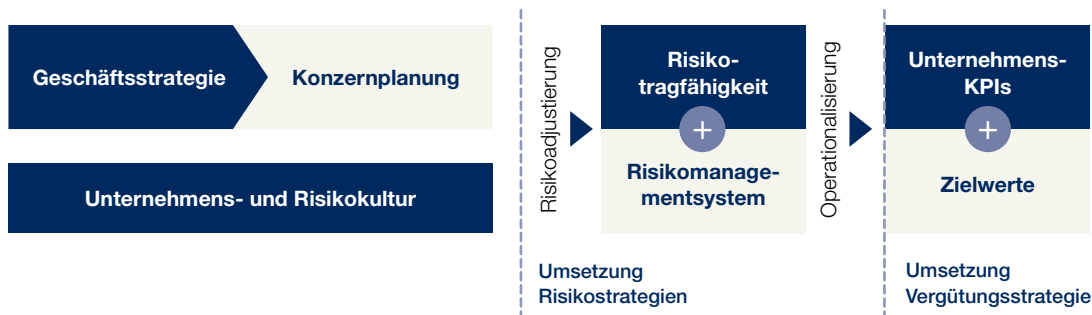 Geschäftsstrategie
Konzernplanung
Unternehmens- und Risikokultur
Risikoadjustierung
Risiko-
tragfähigkeit
+
Risikomanage-
mentsystem
Umsetzung
Risikostrategien
Operationalisierung
Unternehmens-
KPIs
+
Zielwerte
Umsetzung
Vergütungsstrategie